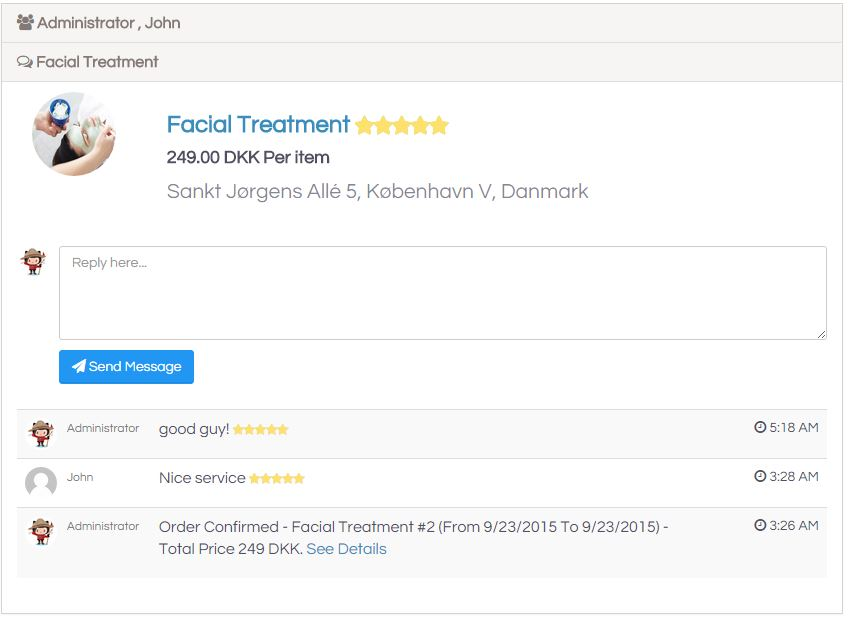 Administrator , John
Facial Treatment
Facial Treatment
249.00 DKK Per item
Sankt Jørgens Allé 5, København V, Danmark
Reply here...
Send Message
Administrator good guy! 5:18 AM
John Nice service 3:28 AM
Administrator Order Confirmed - Facial Treatment #2 (From 9/23/2015 To 9/23/2015) - 3:26 AM
Total Price 249 DKK. See Details